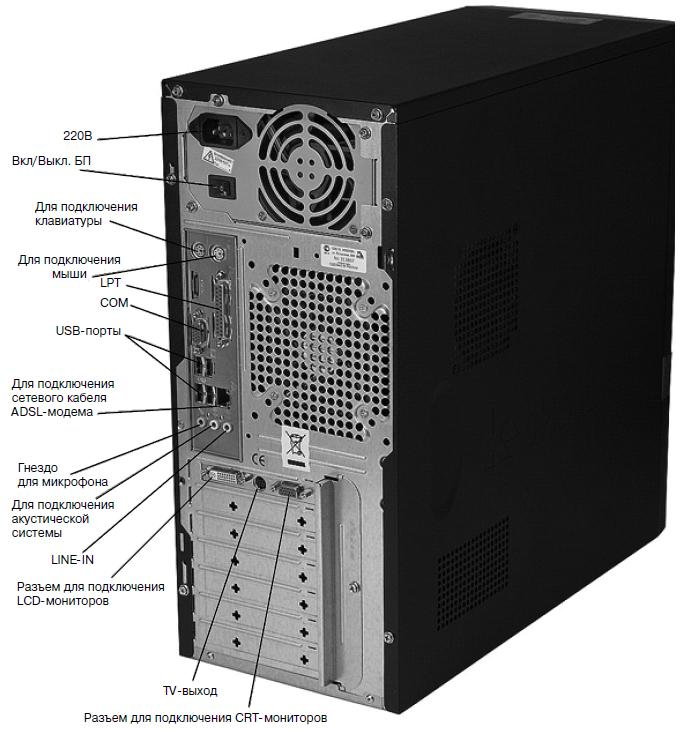 220В
Вкл/Выкл. БП
Для подключения
клавиатуры
Для подключения
мыши
LPT
COM
USB-порты
Для подключения
сетевого кабеля
ADSL-модема
Гнездо
для микрофона
Для подключения
акустической
системы
LINE-IN
Разъем для подключения
LCD-мониторов
TV-выход
Разъем для подключения CRT-мониторов
CE